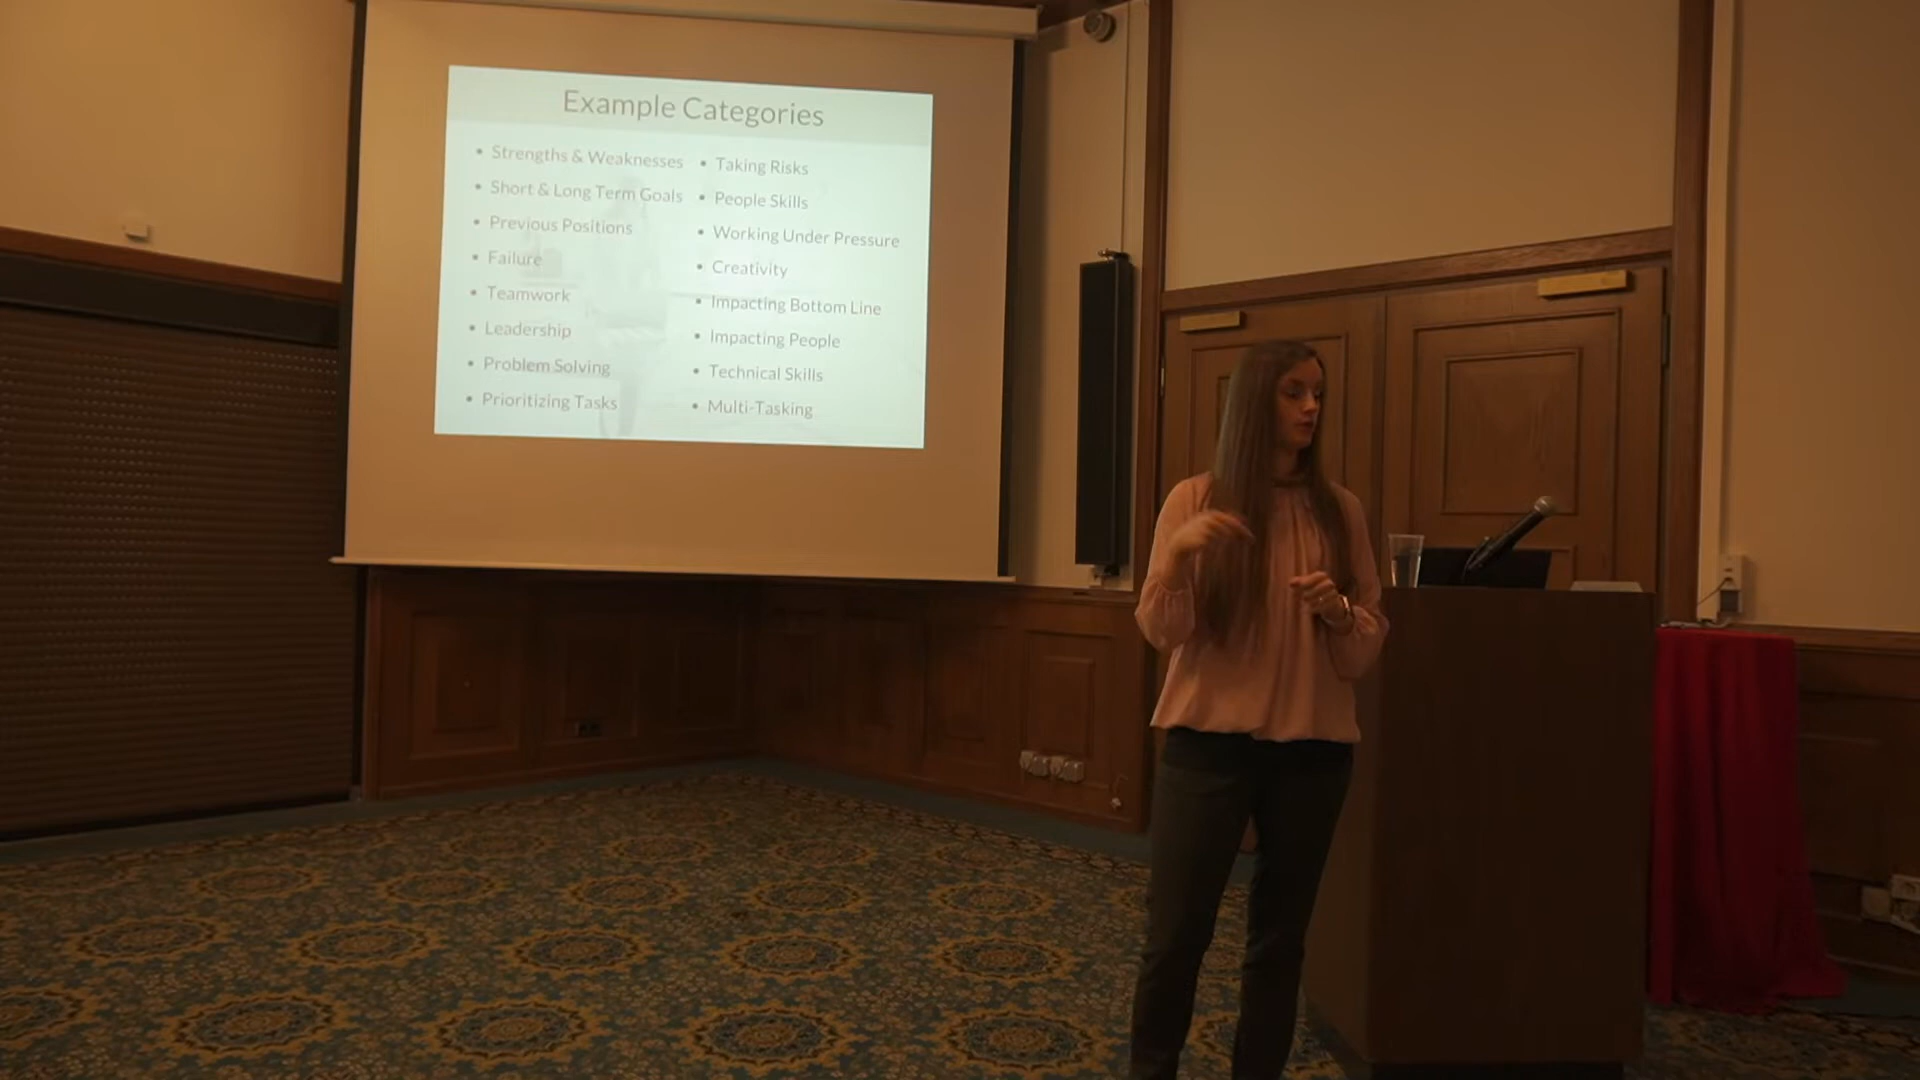 Example Categories
• Strengths & Weaknesses
• Short & Long Term Goals
• Previous Positions
• Failure
• Teamwork
• Leadership
• Problem Solving
• Prioritizing Tasks
• Taking Risks
• People Skills
• Working Under Pressure
• Creativity
• Impacting Bottom Line
• Impacting People
• Technical Skills
• Multi-Tasking